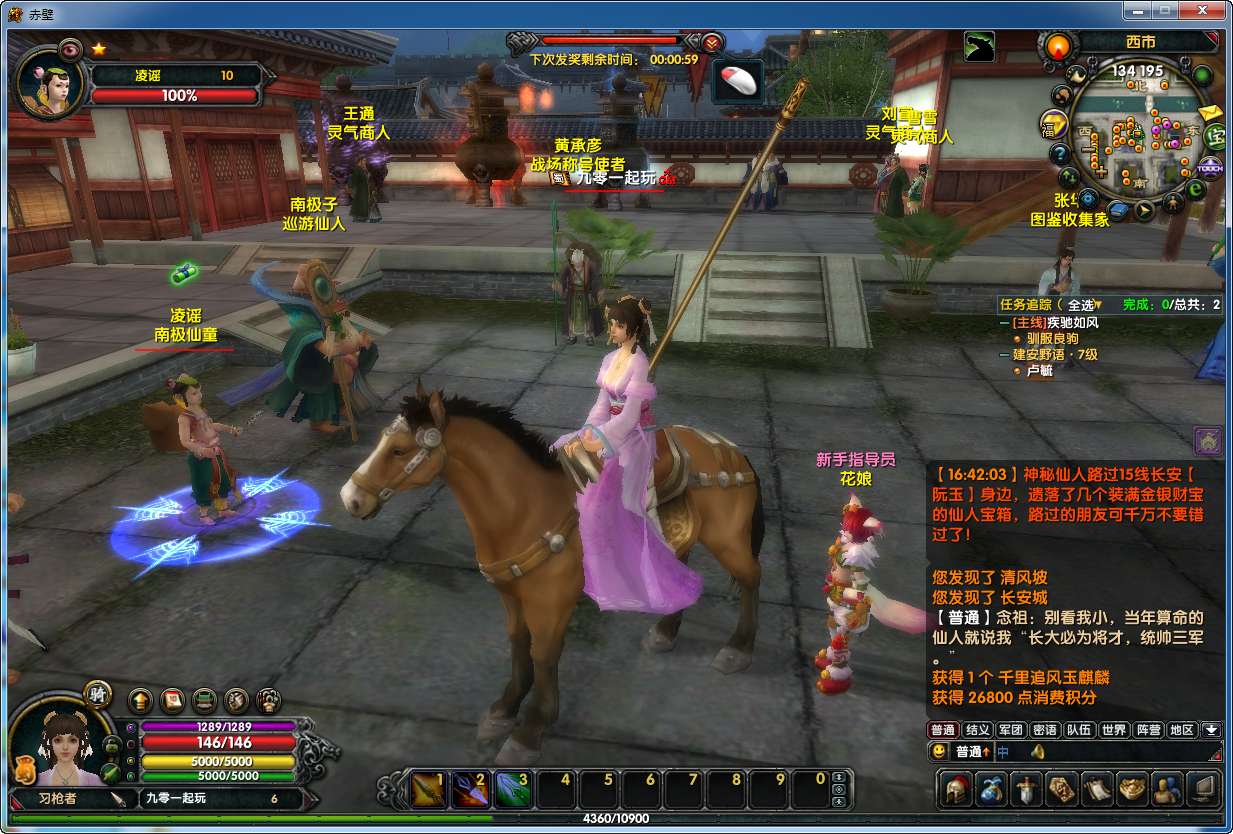 赤壁
凌谣 10
100%
下次发奖剩余时间： 00:00:59
西市
134 195
北
西
东
南
福
宝
TOUCH
王通
灵气商人
黄承彦
战场称号使者
蜀 九零一起玩
曹雪
灵气商人
南极子
巡游仙人
图鉴收集家
凌谣
南极仙童
任务追踪（ 全选 完成：0/总共：2
[主线]疾驰如风
驯服良驹
建安野语·7级
卢毓
新手指导员
花娘
【16:42:03】神秘仙人路过15线长安【
阮玉】身边，遗落了几个装满金银财宝
的仙人宝箱，路过的朋友可千万不要错
过了！
您发现了 清风坡
您发现了 长安城
【普通】念祖：别看我小，当年算命的
仙人就说我“长大必为将才，统帅三军
。”
获得 1 个 千里追风玉麒麟
获得 26800 点消费积分
普通 结义 军团 密语 队伍 世界 阵营 地区
普通 中
骑
1289/1289
146/146
5000/5000
5000/5000
习枪者 九零一起玩 6
1 2 3 4 5 6 7 8 9 0
4360/10900